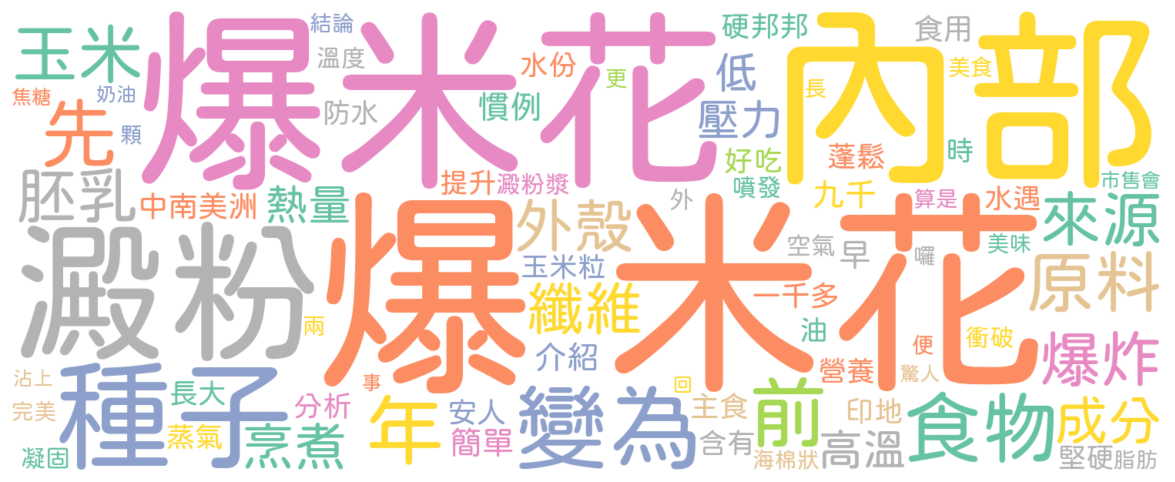 爆米花
內部
玉米
結論
溫度
硬邦邦
食用
美食
焦糖
奶油
先
顆
防水
慣例
水份
更
低
壓力
長
好吃
噴發
蓬鬆
時
胚乳
中南美洲
熱量
提升
澱粉漿
外
九千
算是
水遇
市售會
來源
澱粉
爆米花
外殼
玉米粒
纖維
空氣
早
囉
美味
原料
一千多
油
兩
介紹
營養
便
衝破
驚人
爆炸
沾上
完美
種子
長大
事
回
蒸氣
分析
年
安人
簡單
變為
主食
前
印地
食物
成分
凝固
烹煮
含有
海棉狀
高溫
堅硬
脂肪